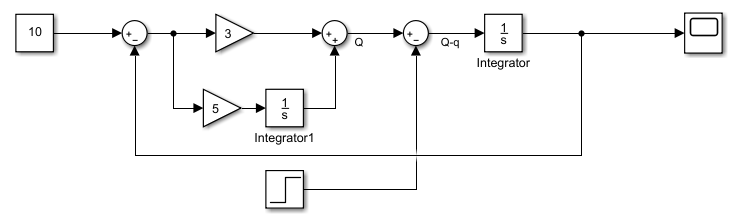 10
3
Q
Q-q
1
s
Integrator
5
1
s
Integrator1